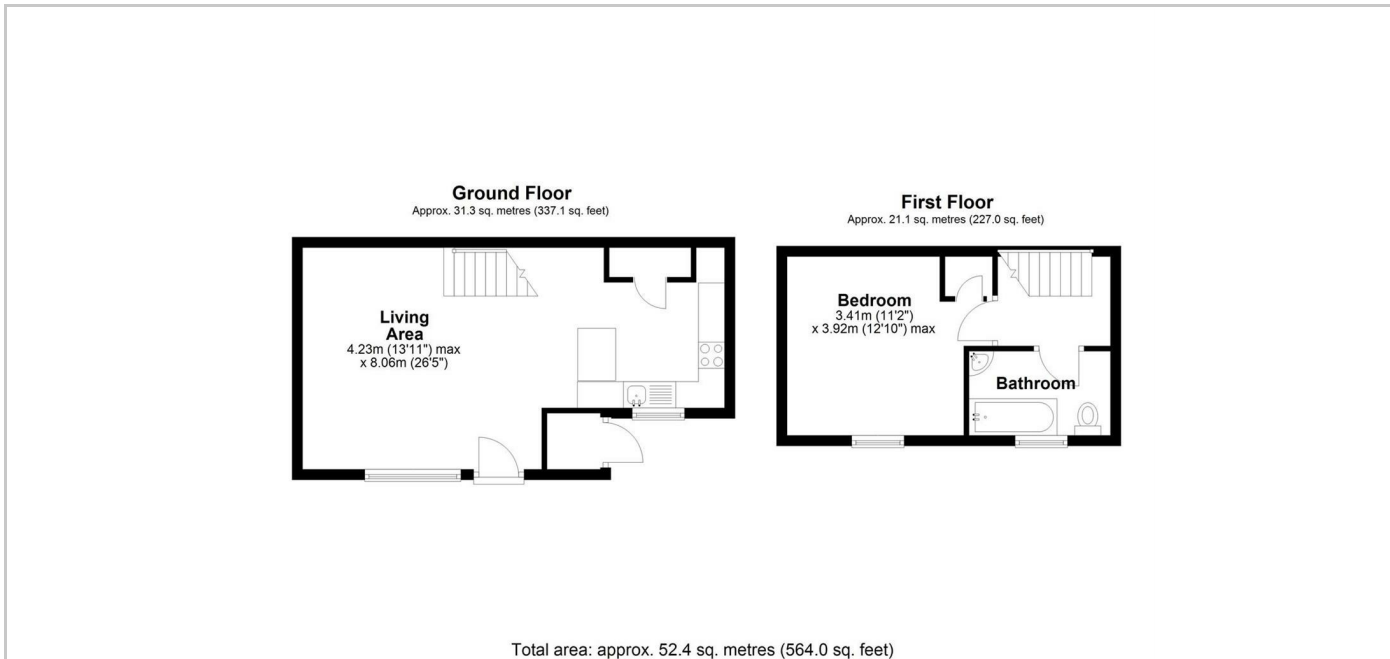 Ground Floor
Approx. 31.3 sq. metres (337.1 sq. feet)
Living
Area
4.23m (13'11") max
x 8.06m (26'5")
First Floor
Approx. 21.1 sq. metres (227.0 sq. feet)
Bedroom
3.41m (11'2")
x 3.92m (12'10") max
Bathroom
Total area: approx. 52.4 sq. metres (564.0 sq. feet)